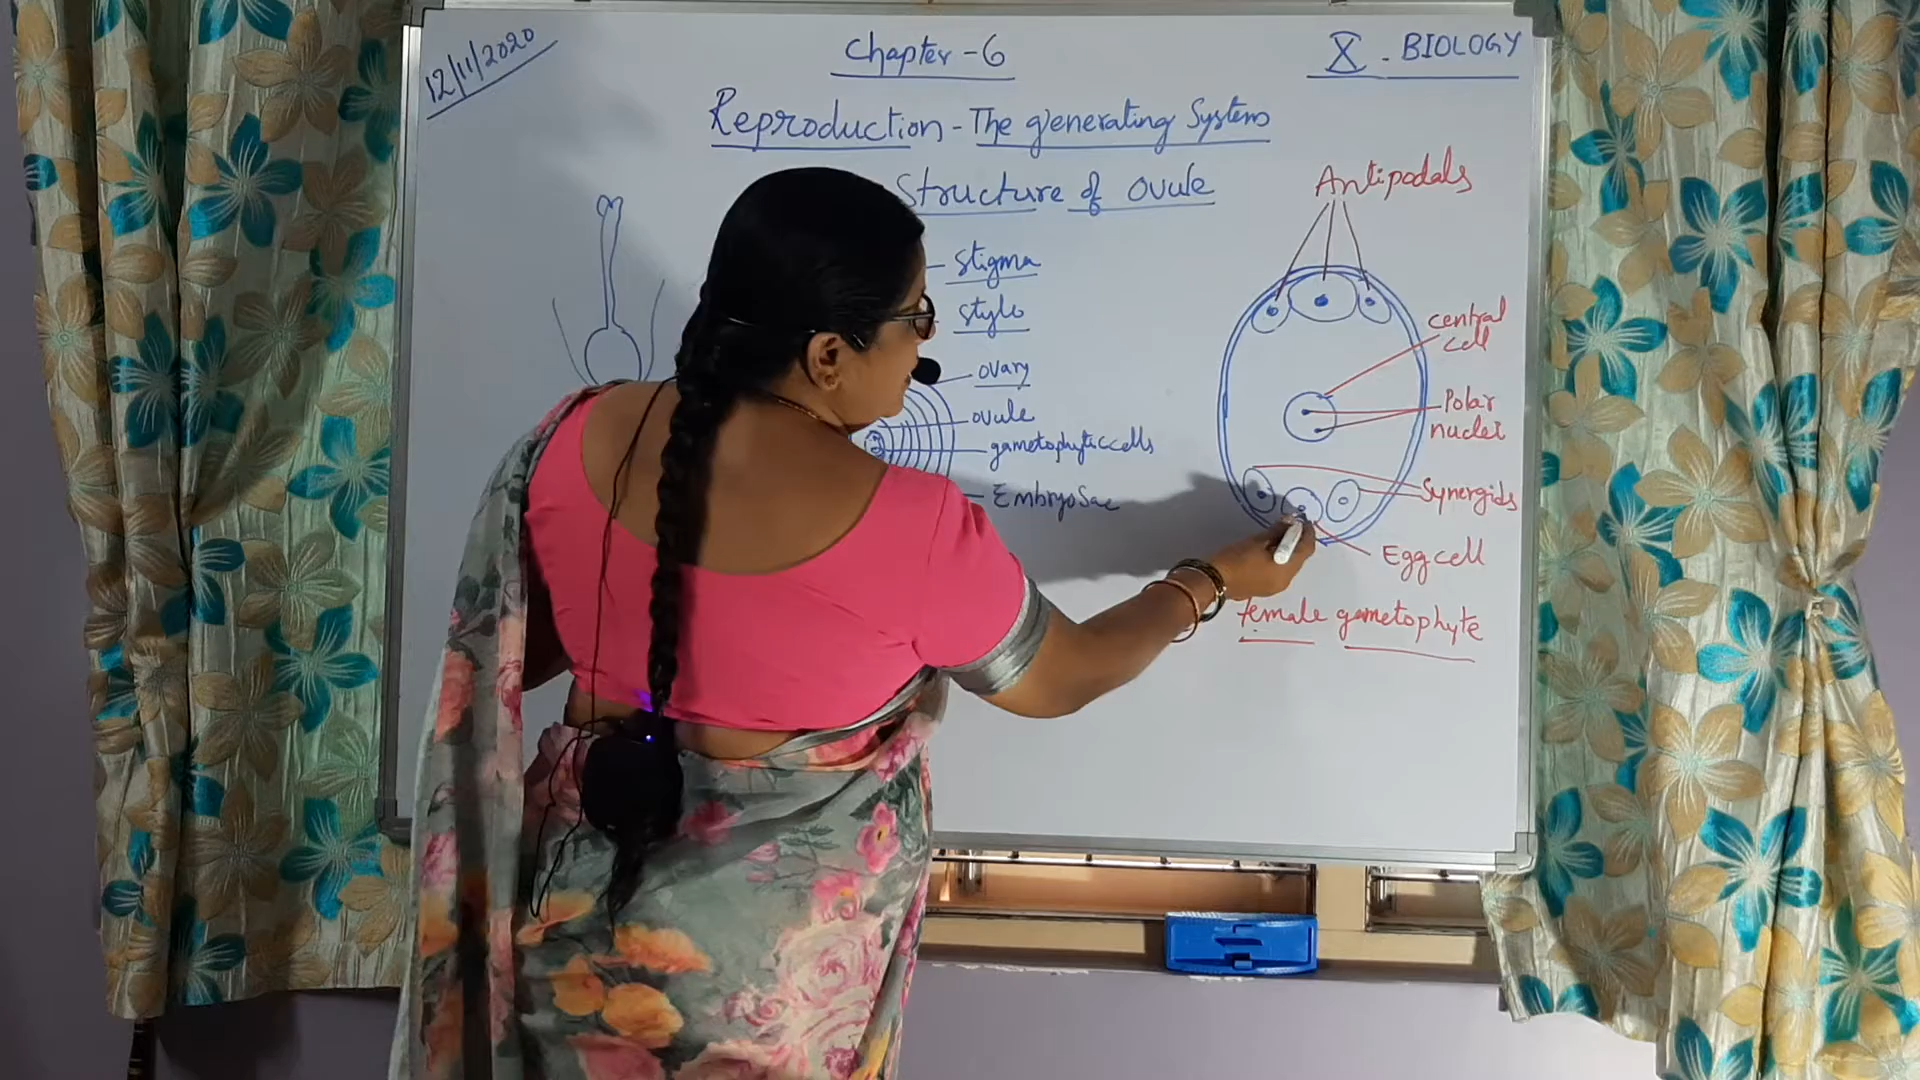 12/11/2020
Chapter - 6
X . BIOLOGY
Reproduction - The generating System
Structure of ovule
Stigma
style
ovary
ovule
gametophytic cells
Embryo Sac
Antipodals
central
cell
Polar
nuclei
Synergids
Egg cell
female gametophyte